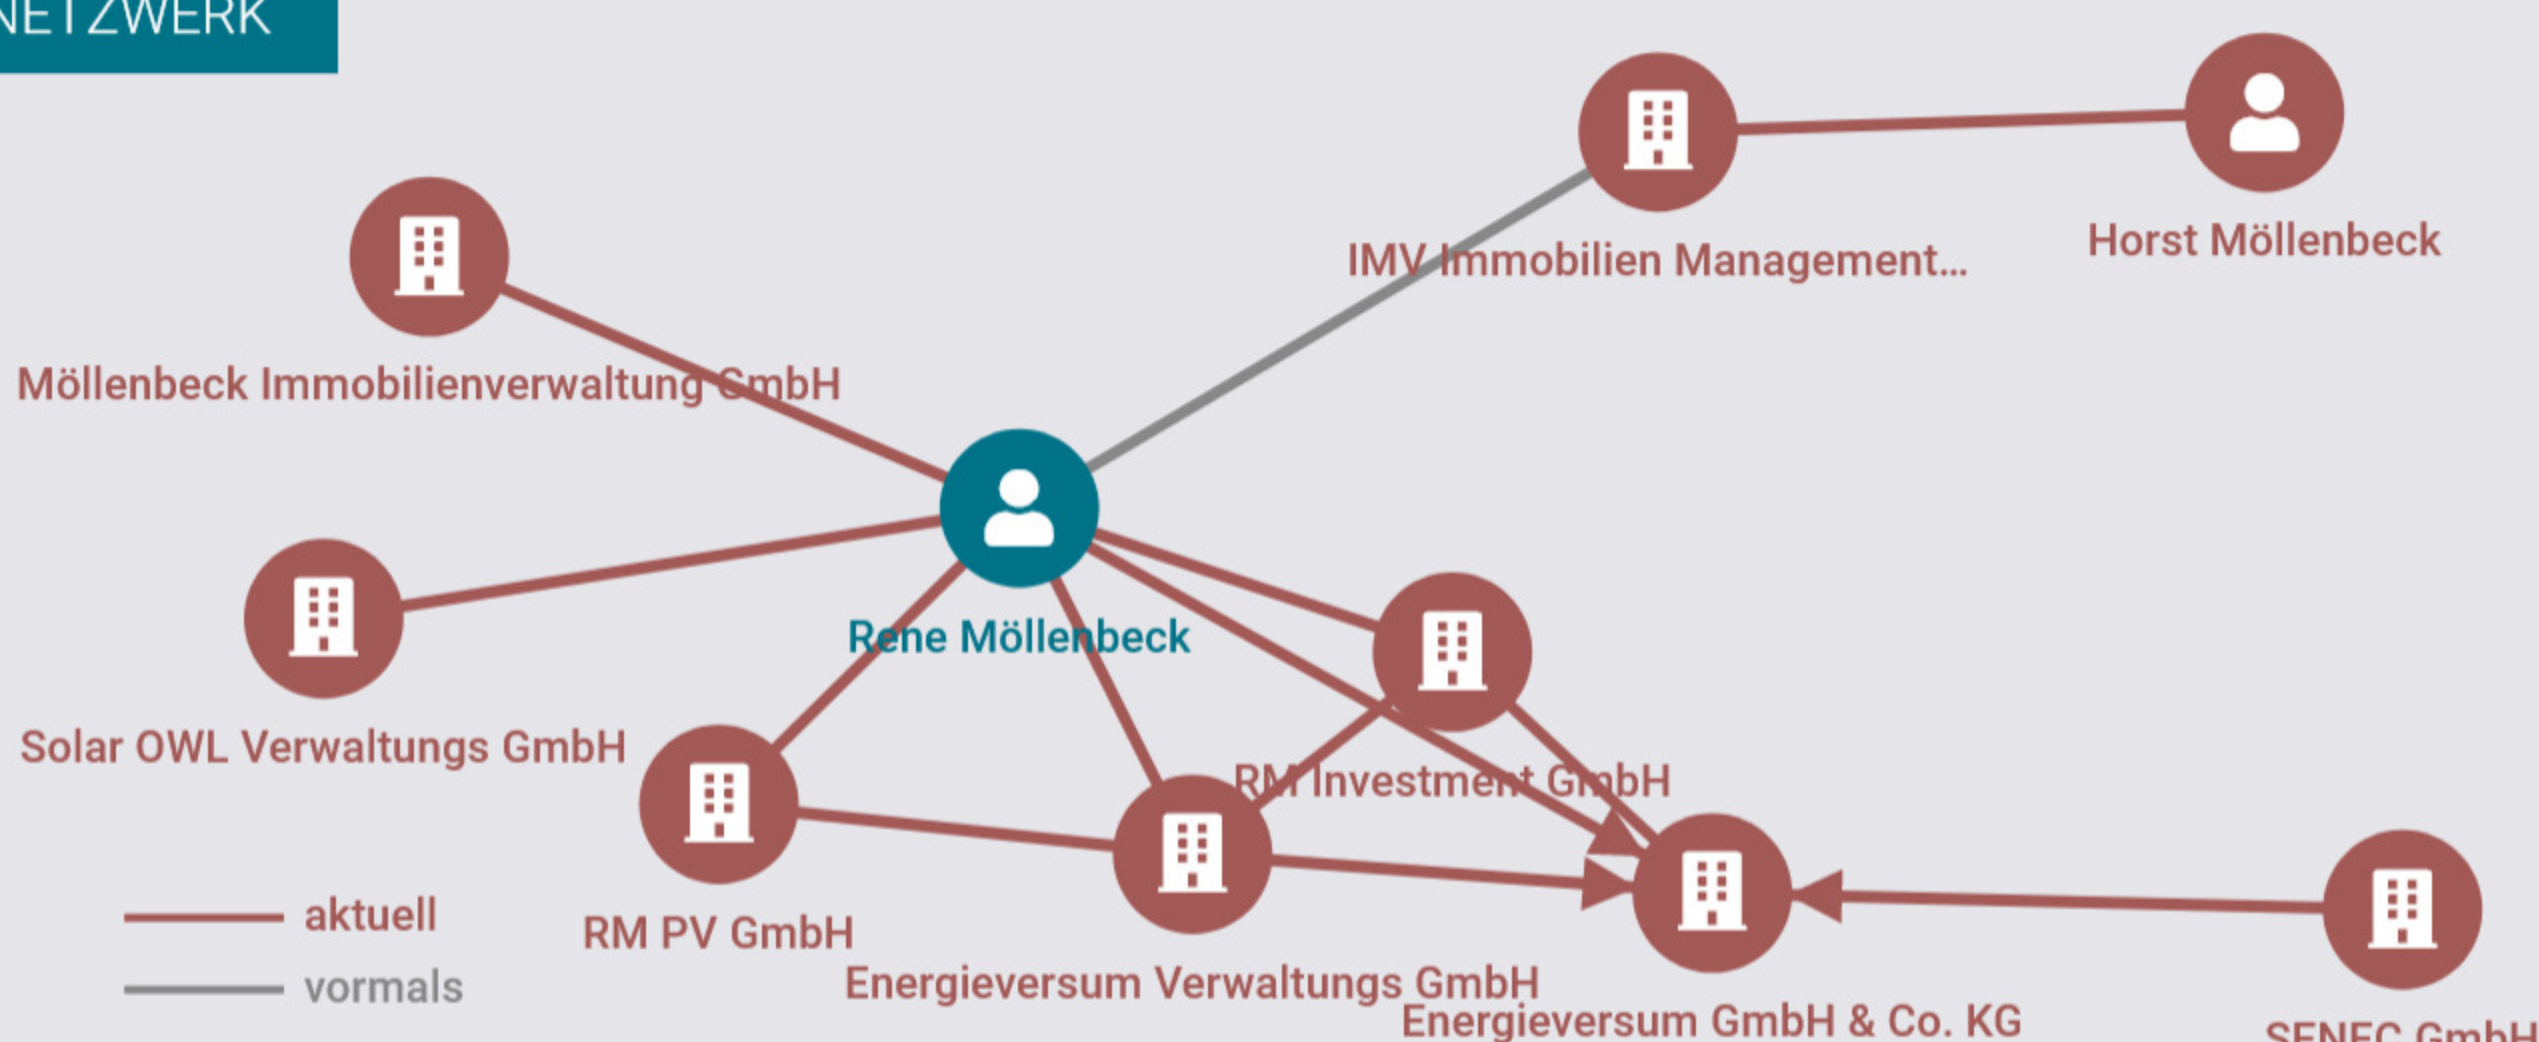 NETZWERK
IMV Immobilien Management...
Horst Möllenbeck
Möllenbeck Immobilienverwaltung GmbH
Rene Möllenbeck
Solar OWL Verwaltungs GmbH
RM Investment GmbH
aktuell
RM PV GmbH
vormals
Energieversum Verwaltungs GmbH
Energieversum GmbH & Co. KG
SENEC GmbH